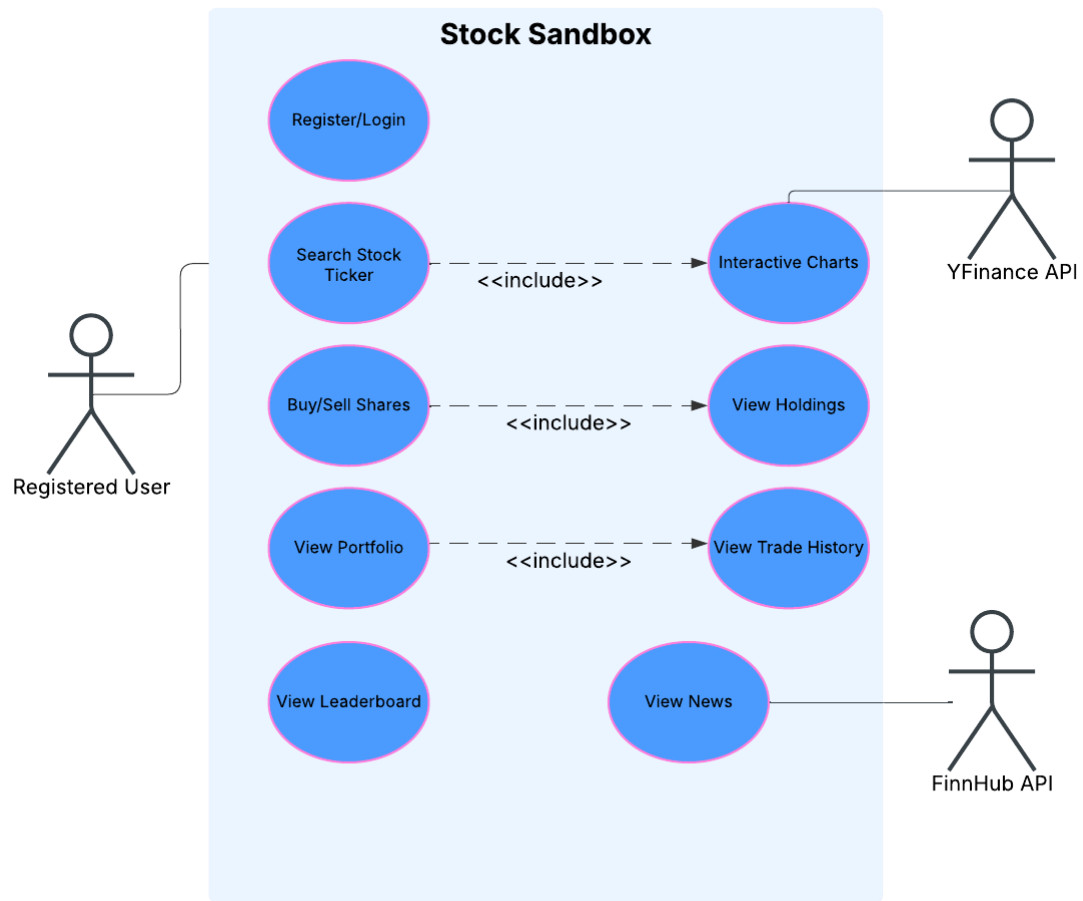 Stock Sandbox
Register/Login
Search Stock
Ticker
<<include>>
Interactive Charts
YFinance API
Buy/Sell Shares
<<include>>
View Holdings
Registered User
View Portfolio
<<include>>
View Trade History
View Leaderboard
View News
FinnHub API